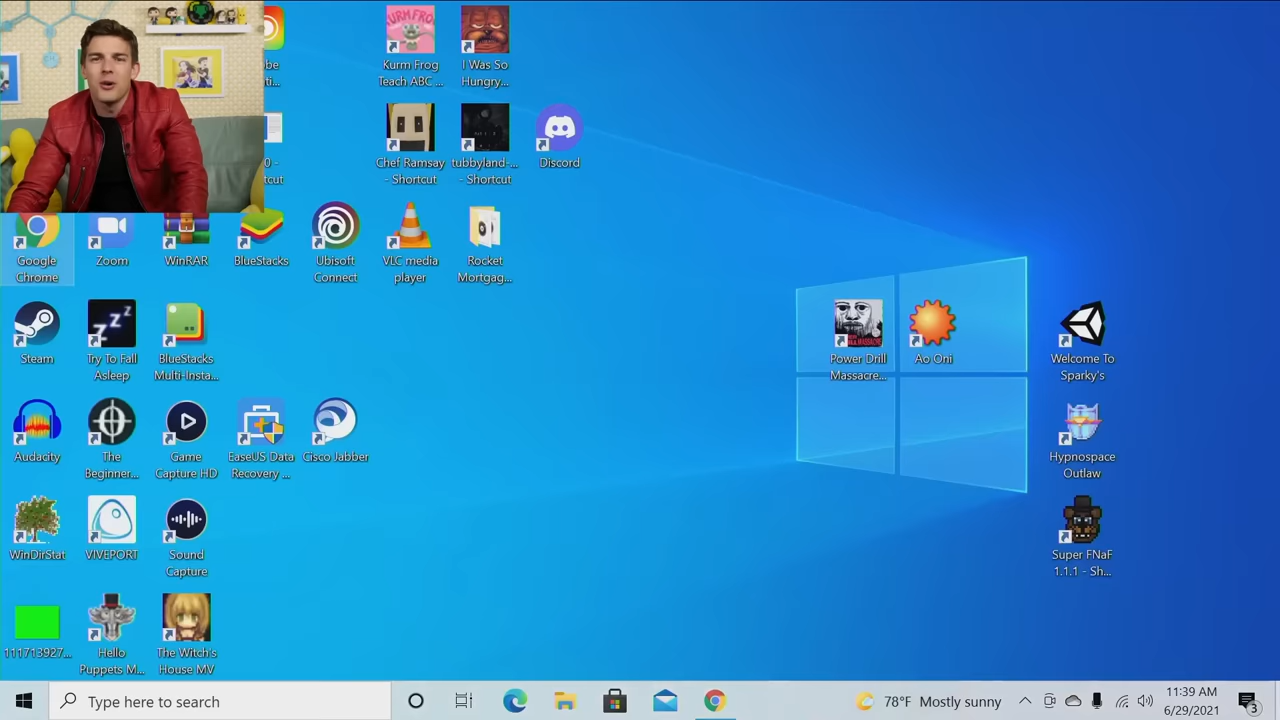 Kurm Frog
Teach ABC ...
I Was So
Hungry...
Chef Ramsay
- Shortcut
tubbyland-...
- Shortcut
Discord
Google
Chrome
Zoom
WinRAR
BlueStacks
Ubisoft
Connect
VLC media
player
Rocket
Mortgag...
Steam
Try To Fall
Asleep
BlueStacks
Multi-Insta...
Power Drill
Massacre...
Ao Oni
Welcome To
Sparky's
Audacity
The
Beginner...
Game
Capture HD
EaseUS Data
Recovery ...
Cisco Jabber
Hypnospace
Outlaw
WinDirStat
VIVEPORT
Sound
Capture
Super FNaF
1.1.1 - Sh...
111713927...
Hello
Puppets M...
The Witch's
House MV
Type here to search
78°F Mostly sunny
11:39 AM
6/29/2021
3